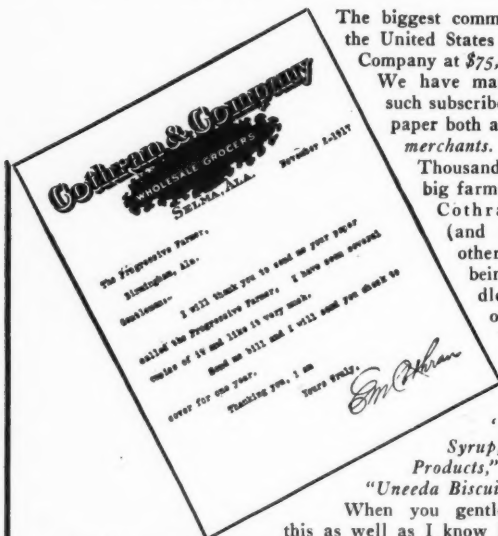 Cothran & Company
WHOLESALE GROCERS
SELMA, ALA.
November 2-1917
The Progressive Farmer,
Birmingham, Ala.
Gentlemen:-
I will thank you to send me your paper
called the Progressive Farmer. I have seen several
copies of it and like it very much.
Send me bill and I will send you check to
cover for one year.
Thanking you, I am
Yours truly,
The biggest comm
the United States
Company at $75,
We have ma
such subscribe
paper both a
merchants.
Thousand
big farm
Cothra
(and
other
bein
dle
o
Syrup,
Products,"
"Uneeda Biscui
When you gentl
this as well as I know